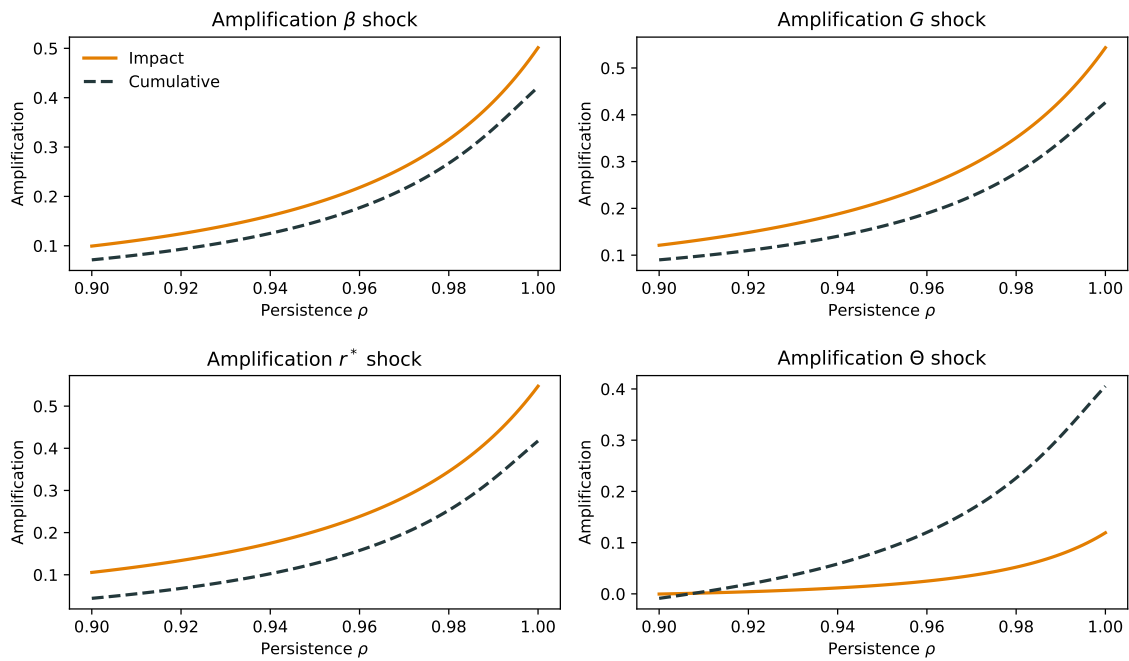 Amplification β shock
Amplification
0.5
0.4
0.3
0.2
0.1
Impact
Cumulative
0.90 0.92 0.94 0.96 0.98 1.00
Persistence ρ
Amplification G shock
Amplification
0.5
0.4
0.3
0.2
0.1
0.90 0.92 0.94 0.96 0.98 1.00
Persistence ρ
Amplification r* shock
Amplification
0.5
0.4
0.3
0.2
0.1
0.90 0.92 0.94 0.96 0.98 1.00
Persistence ρ
Amplification Θ shock
Amplification
0.4
0.3
0.2
0.1
0.0
0.90 0.92 0.94 0.96 0.98 1.00
Persistence ρ